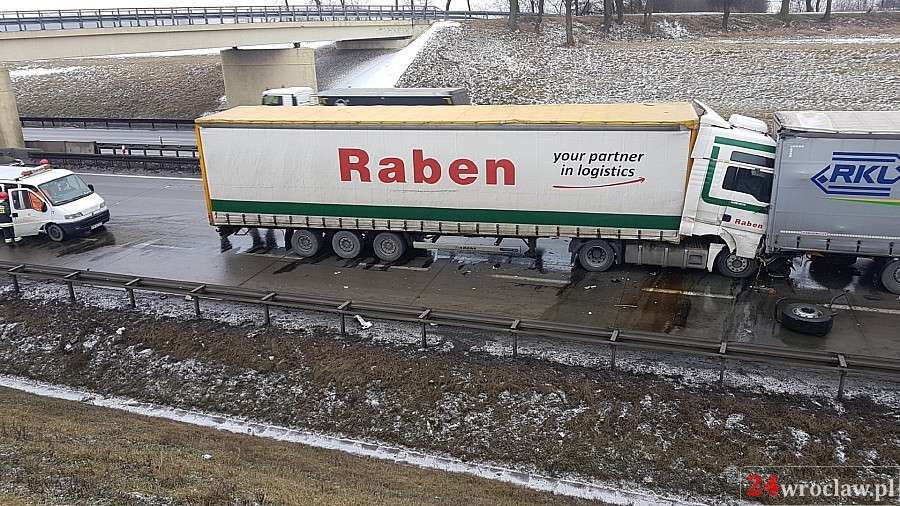 Raben
your partner
in logistics
RKL
Raben
24wroclaw.pl